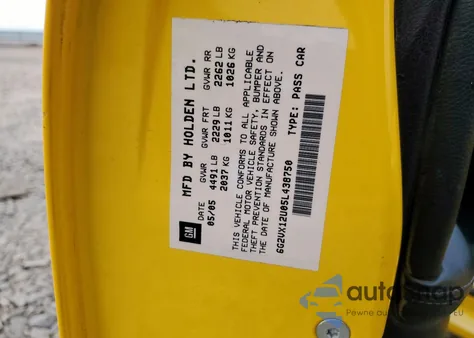 GM
MFD BY HOLDEN LTD.
DATE GVWR GVWR FRT GVWR RR
05/05 4491 LB 2229 LB 2262 LB
2037 KG 1011 KG 1026 KG
THIS VEHICLE CONFORMS TO ALL APPLICABLE
FEDERAL MOTOR VEHICLE SAFETY, BUMPER AND
THEFT PREVENTION STANDARDS IN EFFECT ON
THE DATE OF MANUFACTURE SHOWN ABOVE.
6G2VX12U05L438750 TYPE: PASS CAR